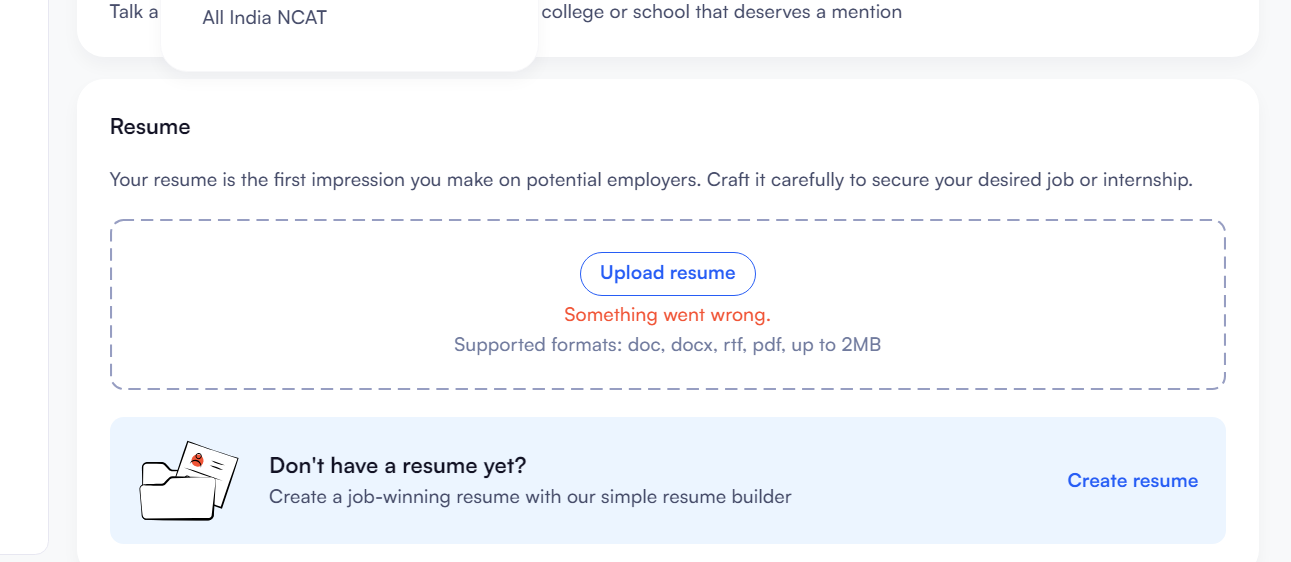 Talk a
college or school that deserves a mention
All India NCAT
Resume
Your resume is the first impression you make on potential employers. Craft it carefully to secure your desired job or internship.
Upload resume
Something went wrong.
Supported formats: doc, docx, rtf, pdf, up to 2MB
Don't have a resume yet?
Create a job-winning resume with our simple resume builder
Create resume